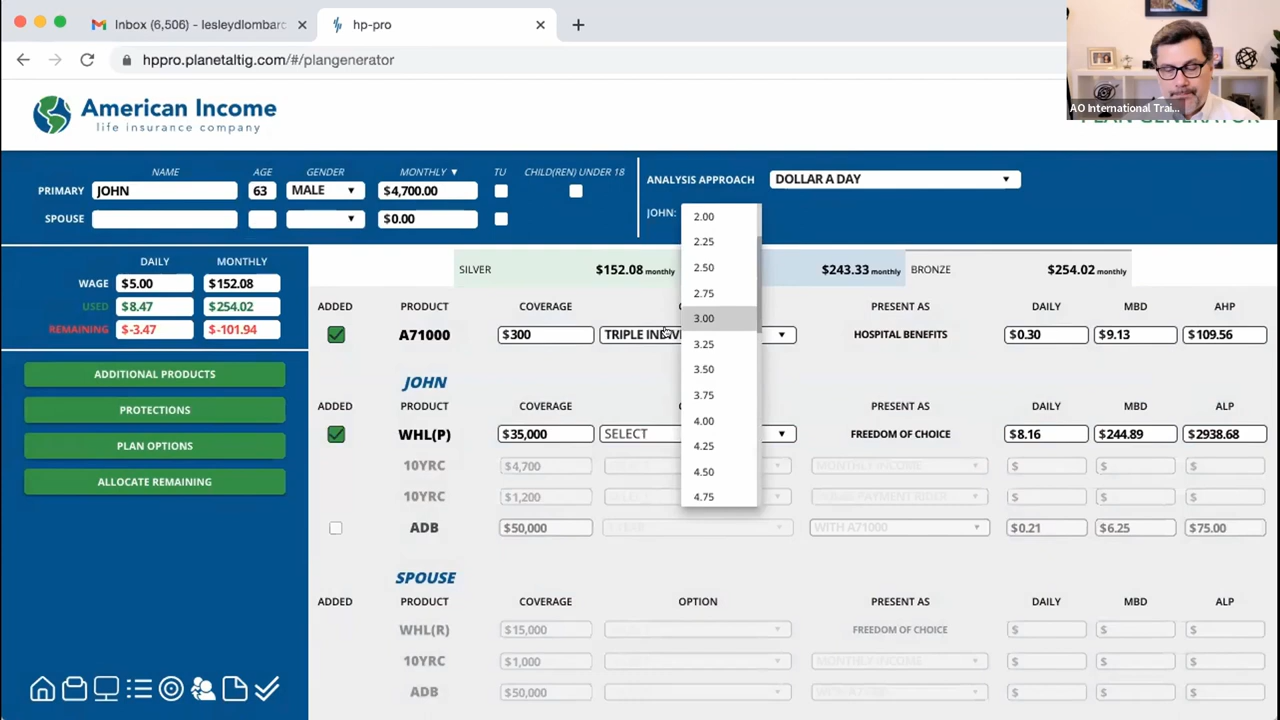 Inbox (6,506) – lesleydlombard
hp-pro
hppro.planetaltig.com/#/plangenerator
AO International Trai...
American Income
life insurance company
NAME AGE GENDER MONTHLY ▼ TU CHILD(REN) UNDER 18
PRIMARY JOHN 63 MALE $4,700.00
SPOUSE $0.00
ANALYSIS APPROACH DOLLAR A DAY
JOHN:
2.00
2.25
2.50
2.75
3.00
3.25
3.50
3.75
4.00
4.25
4.50
4.75
DAILY MONTHLY
WAGE $5.00 $152.08
USED $8.47 $254.02
REMAINING $-3.47 $-101.94
ADDITIONAL PRODUCTS
PROTECTIONS
PLAN OPTIONS
ALLOCATE REMAINING
SILVER $152.08 monthly $243.33 monthly BRONZE $254.02 monthly
ADDED PRODUCT COVERAGE PRESENT AS DAILY MBD AHP
A71000 $300 TRIPLE HOSPITAL BENEFITS $0.30 $9.13 $109.56
JOHN
ADDED PRODUCT COVERAGE PRESENT AS DAILY MBD ALP
WHL(P) $35,000 SELECT FREEDOM OF CHOICE $8.16 $244.89 $2938.68
10YRC $4,700 MONTHLY INCOME $ $ $
10YRC $1,200 $ $ $
ADB $50,000 WITH A71000 $0.21 $6.25 $75.00
SPOUSE
ADDED PRODUCT COVERAGE OPTION PRESENT AS DAILY MBD ALP
WHL(R) $15,000 FREEDOM OF CHOICE $ $ $
10YRC $1,000 MONTHLY INCOME $ $ $
ADB $50,000 WITH A71000 $ $ $